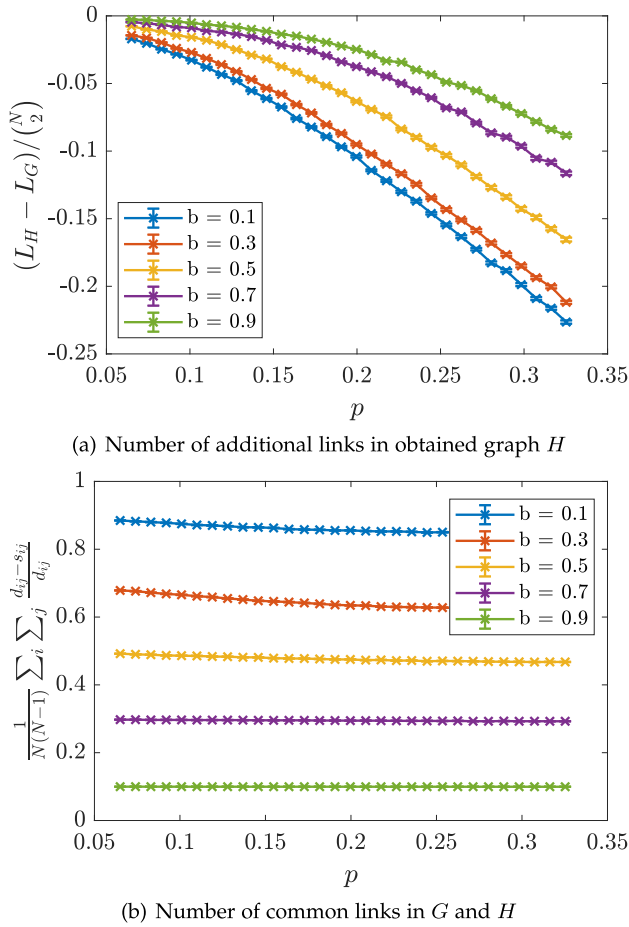 0
-0.05
-0.1
-0.15
-0.2
-0.25
(L_H − L_G)/(N 2)
b = 0.1
b = 0.3
b = 0.5
b = 0.7
b = 0.9
0.05 0.1 0.15 0.2 0.25 0.3 0.35
p
(a) Number of additional links in obtained graph H
1
0.8
0.6
0.4
0.2
0
1/N(N−1) ∑_i ∑_j d_ij−s_ij/d_ij
b = 0.1
b = 0.3
b = 0.5
b = 0.7
b = 0.9
0.05 0.1 0.15 0.2 0.25 0.3 0.35
p
(b) Number of common links in G and H